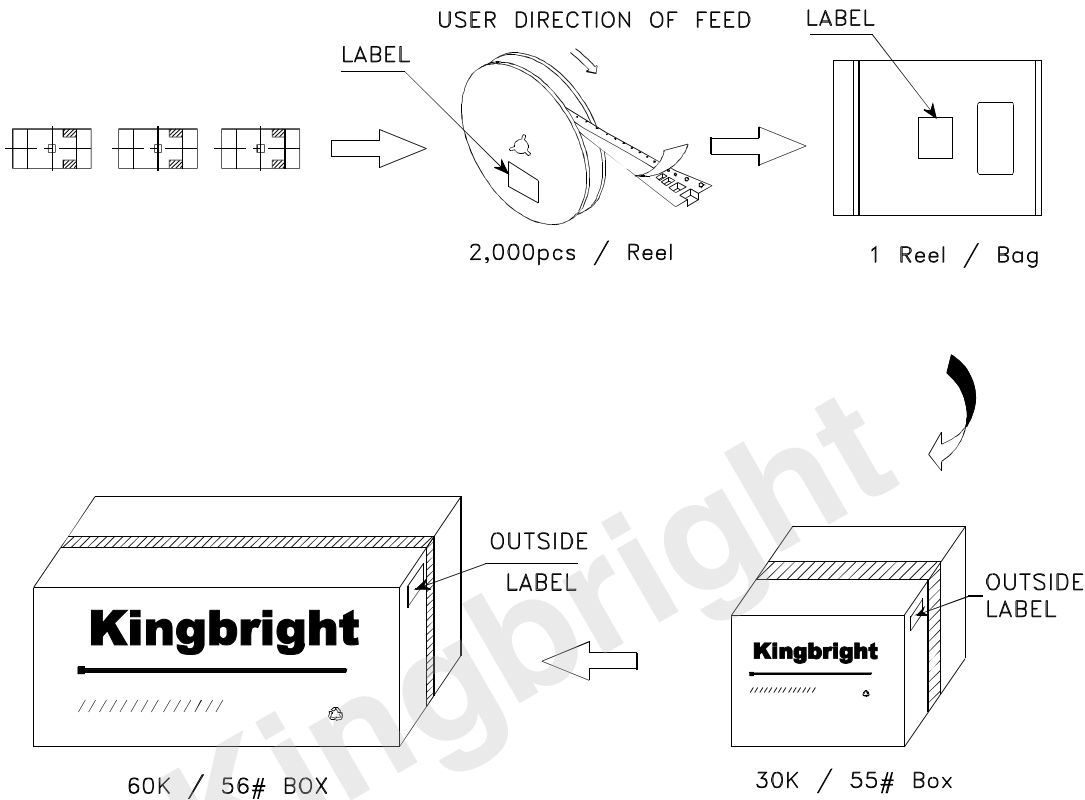 USER DIRECTION OF FEED
LABEL
LABEL
2,000pcs / Reel
1 Reel / Bag
OUTSIDE
LABEL
OUTSIDE
LABEL
Kingbright
Kingbright
60K / 56# BOX
30K / 55# Box
Kingbright